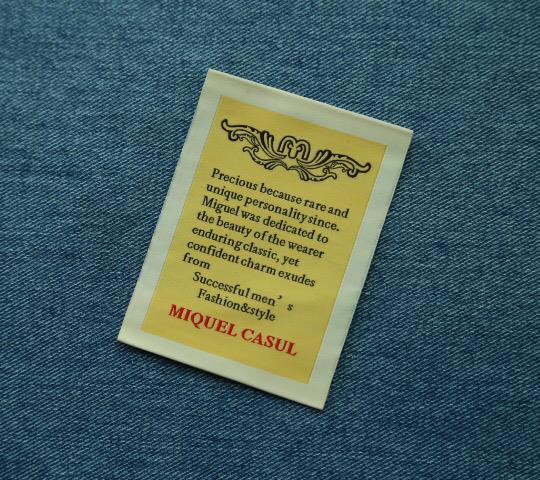 M
Precious because rare and
unique personality since.
Miguel was dedicated to
the beauty of the wearer
enduring classic, yet
confident charm exudes
from
Successful men's
Fashion&style
MIQUEL CASUL